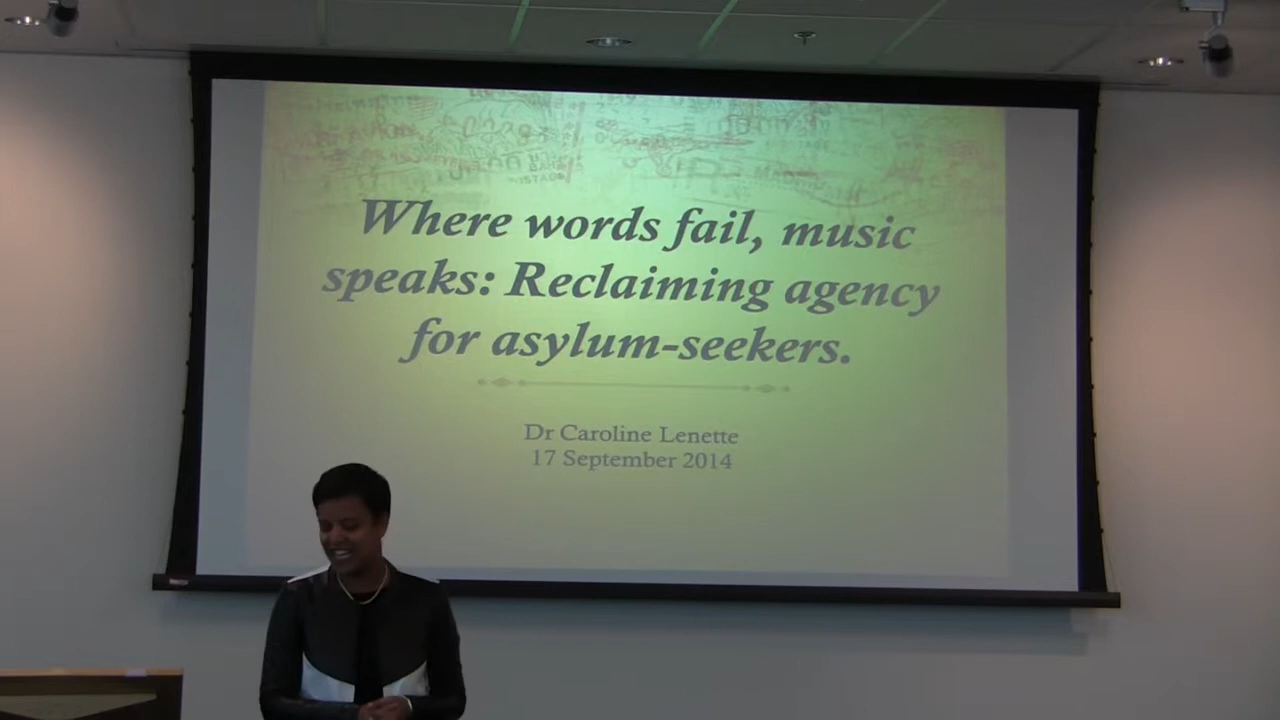 Where words fail, music
speaks: Reclaiming agency
for asylum-seekers.
Dr Caroline Lenette
17 September 2014